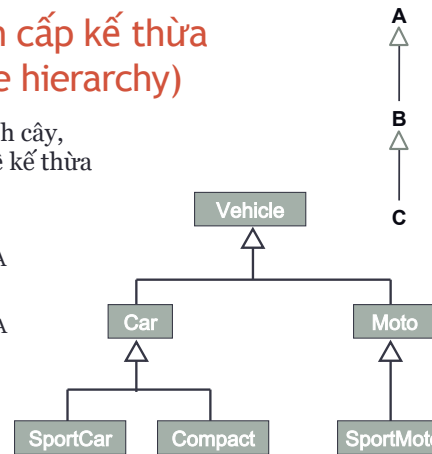 n cấp kế thừa
e hierarchy)
h cây,
kế thừa
A
A
A
B
C
Vehicle
Car
Moto
SportCar
Compact
SportMoto